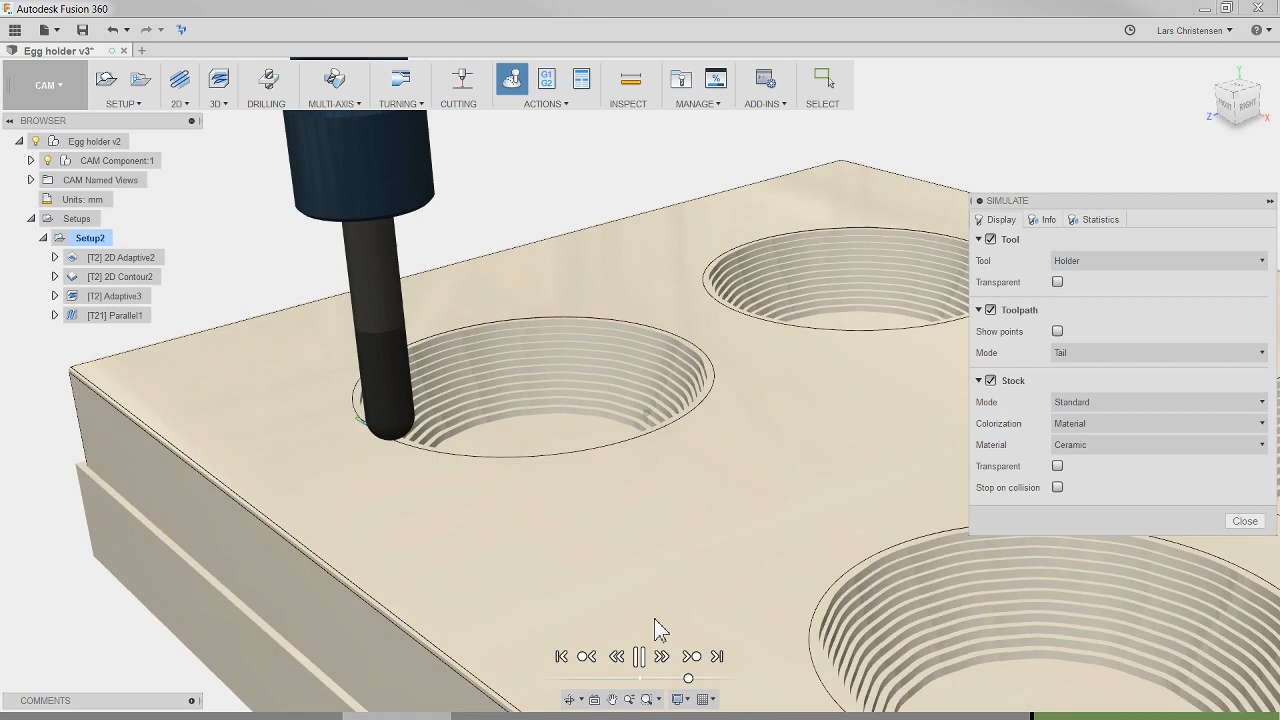 Autodesk Fusion 360
Lars Christensen
Egg holder v3*
CAM
SETUP
2D
3D
DRILLING
MULTI-AXIS
TURNING
CUTTING
G1
G2
ACTIONS
INSPECT
MANAGE
ADD-INS
SELECT
BROWSER
Egg holder v2
CAM Component:1
CAM Named Views
Units: mm
Setups
Setup2
[T2] 2D Adaptive2
[T2] 2D Contour2
[T2] Adaptive3
[T21] Parallel1
Y
Z
X
RIGHT
SIMULATE
Display
Info
Statistics
Tool
Tool
Holder
Transparent
Toolpath
Show points
Mode
Tail
Stock
Mode
Standard
Colorization
Material
Material
Ceramic
Transparent
Stop on collision
Close
COMMENTS